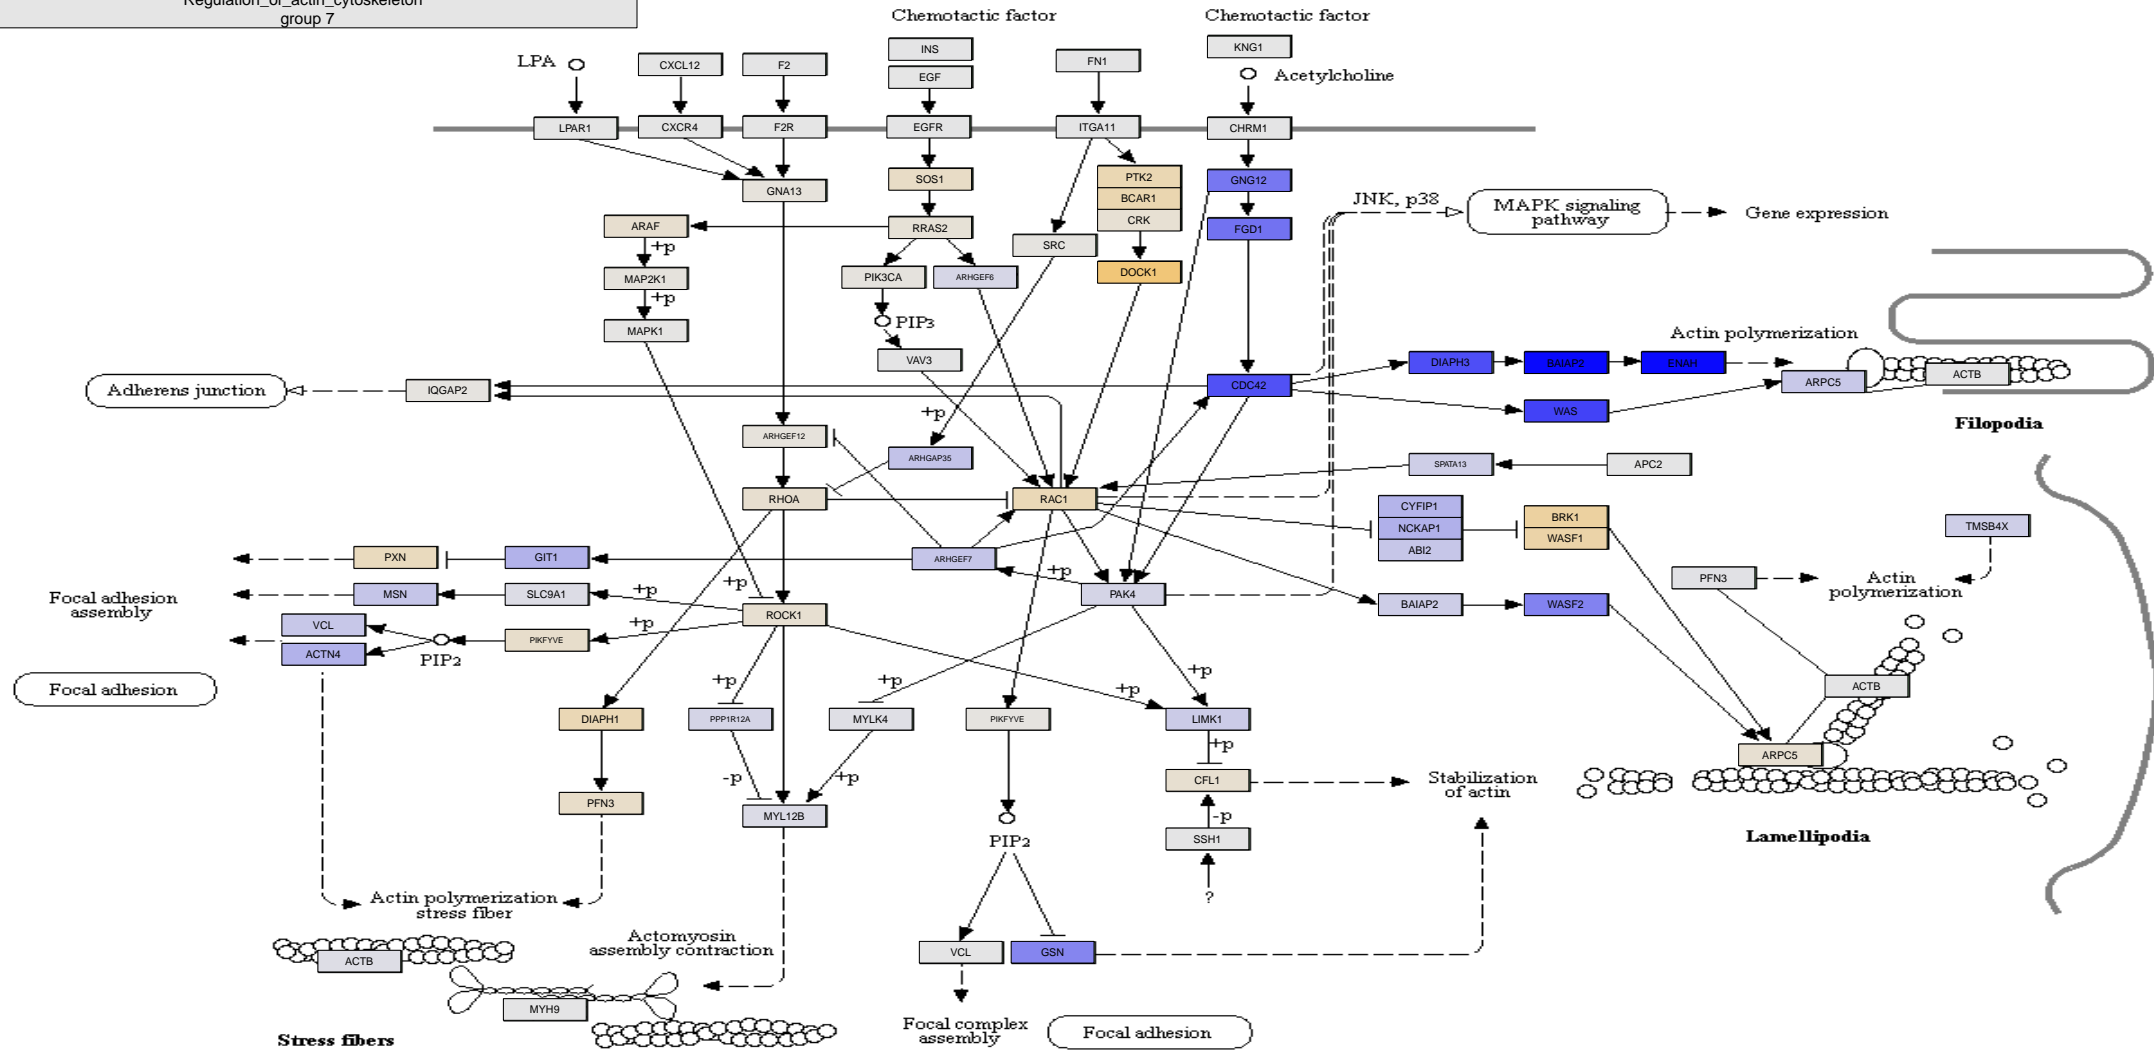 Regulation_of_actin_cytoskeleton
group 7
Chemotactic factor
Chemotactic factor
INS
KNG1
LPA
CXCL12
F2
EGF
FN1
Acetylcholine
LPAR1
CXCR4
F2R
EGFR
ITGA11
CHRM1
GNA13
SOS1
PTK2
BCAR1
CRK
GNG12
JNK, p38
MAPK signaling
pathway
Gene expression
ARAF
RRAS2
SRC
FGD1
+p
MAP2K1
PIK3CA
ARHGEF6
DOCK1
+p
MAPK1
PIP3
VAV3
Actin polymerization
DIAPH3
BAIAP2
ENAH
ARPC5
ACTB
Adherens junction
IQGAP2
CDC42
WAS
Filopodia
+p
ARHGEF12
ARHGAP35
SPATA13
APC2
RHOA
RAC1
CYFIP1
NCKAP1
ABI2
BRK1
WASF1
TMSB4X
PXN
GIT1
ARHGEF7
+p
+p
PFN3
Actin
polymerization
Focal adhesion
assembly
MSN
SLC9A1
+p
PAK4
BAIAP2
WASF2
VCL
ROCK1
+p
PIKFYVE
ACTN4
PIP2
Focal adhesion
+p
+p
+p
+p
ACTB
DIAPH1
PPP1R12A
MYLK4
PIKFYVE
LIMK1
+p
ARPC5
-p
+p
CFL1
Stabilization
of actin
PFN3
MYL12B
-p
SSH1
PIP2
Lamellipodia
?
Actin polymerization
stress fiber
Actomyosin
assembly contraction
ACTB
VCL
GSN
MYH9
Focal complex
assembly
Focal adhesion
Stress fibers